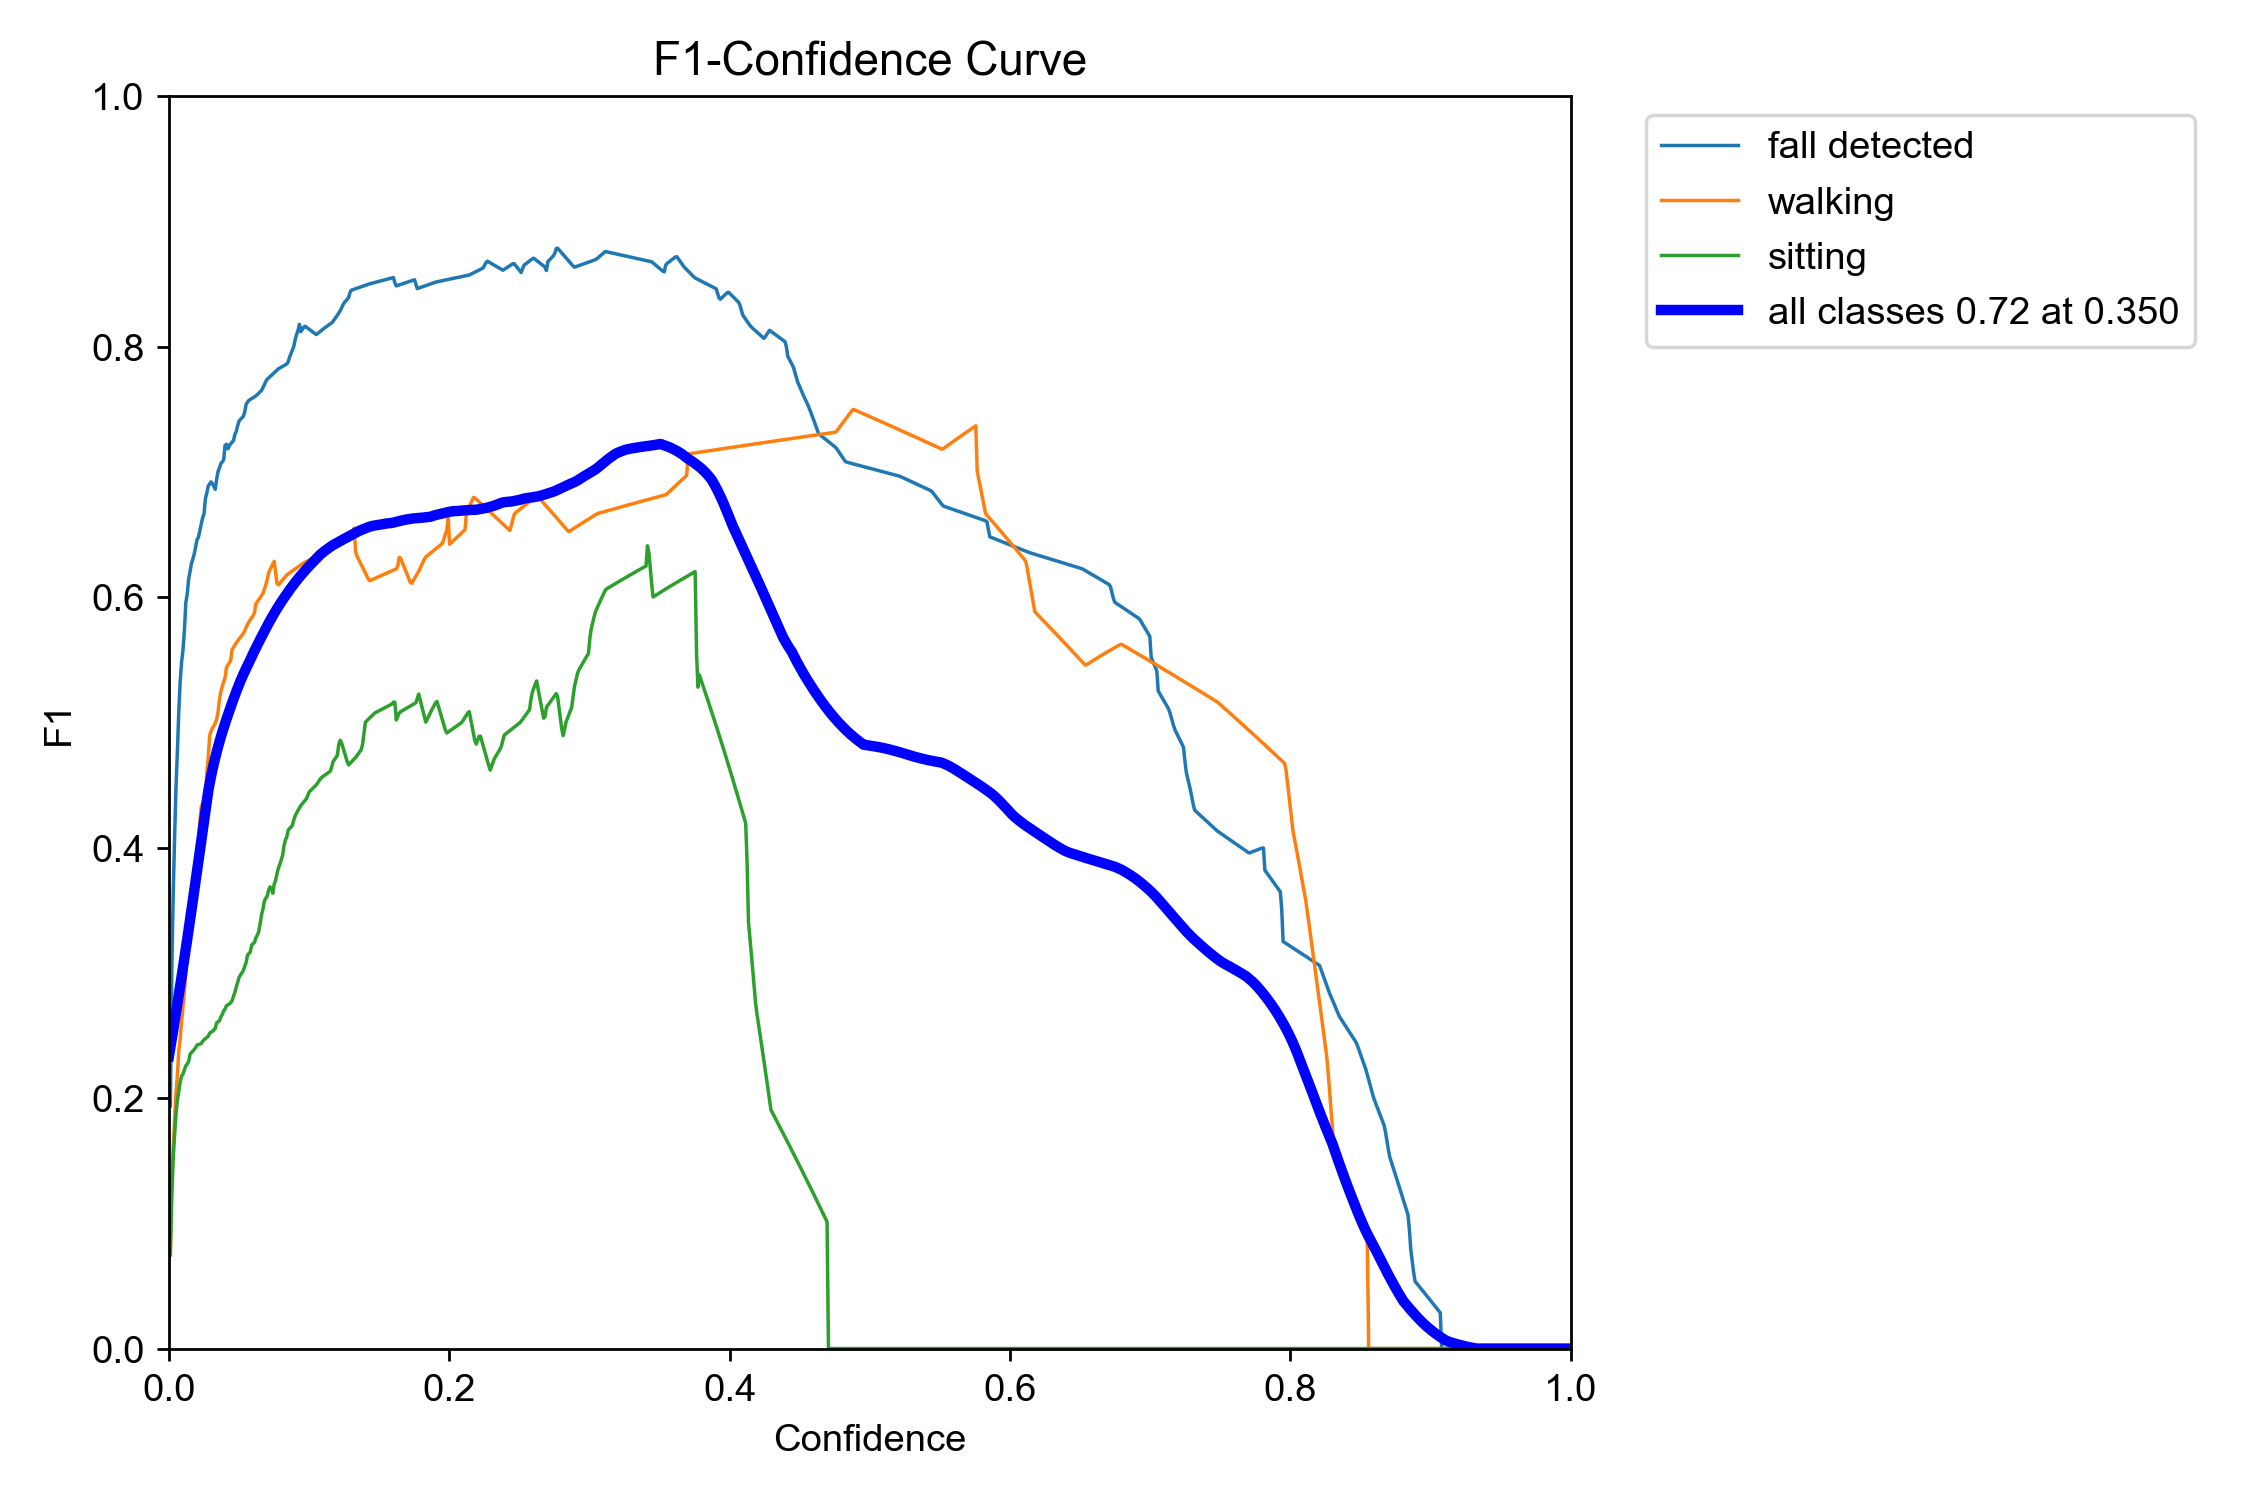 F1-Confidence Curve
1.0
0.8
0.6
0.4
0.2
0.0
F1
0.0 0.2 0.4 0.6 0.8 1.0
Confidence
fall detected
walking
sitting
all classes 0.72 at 0.350